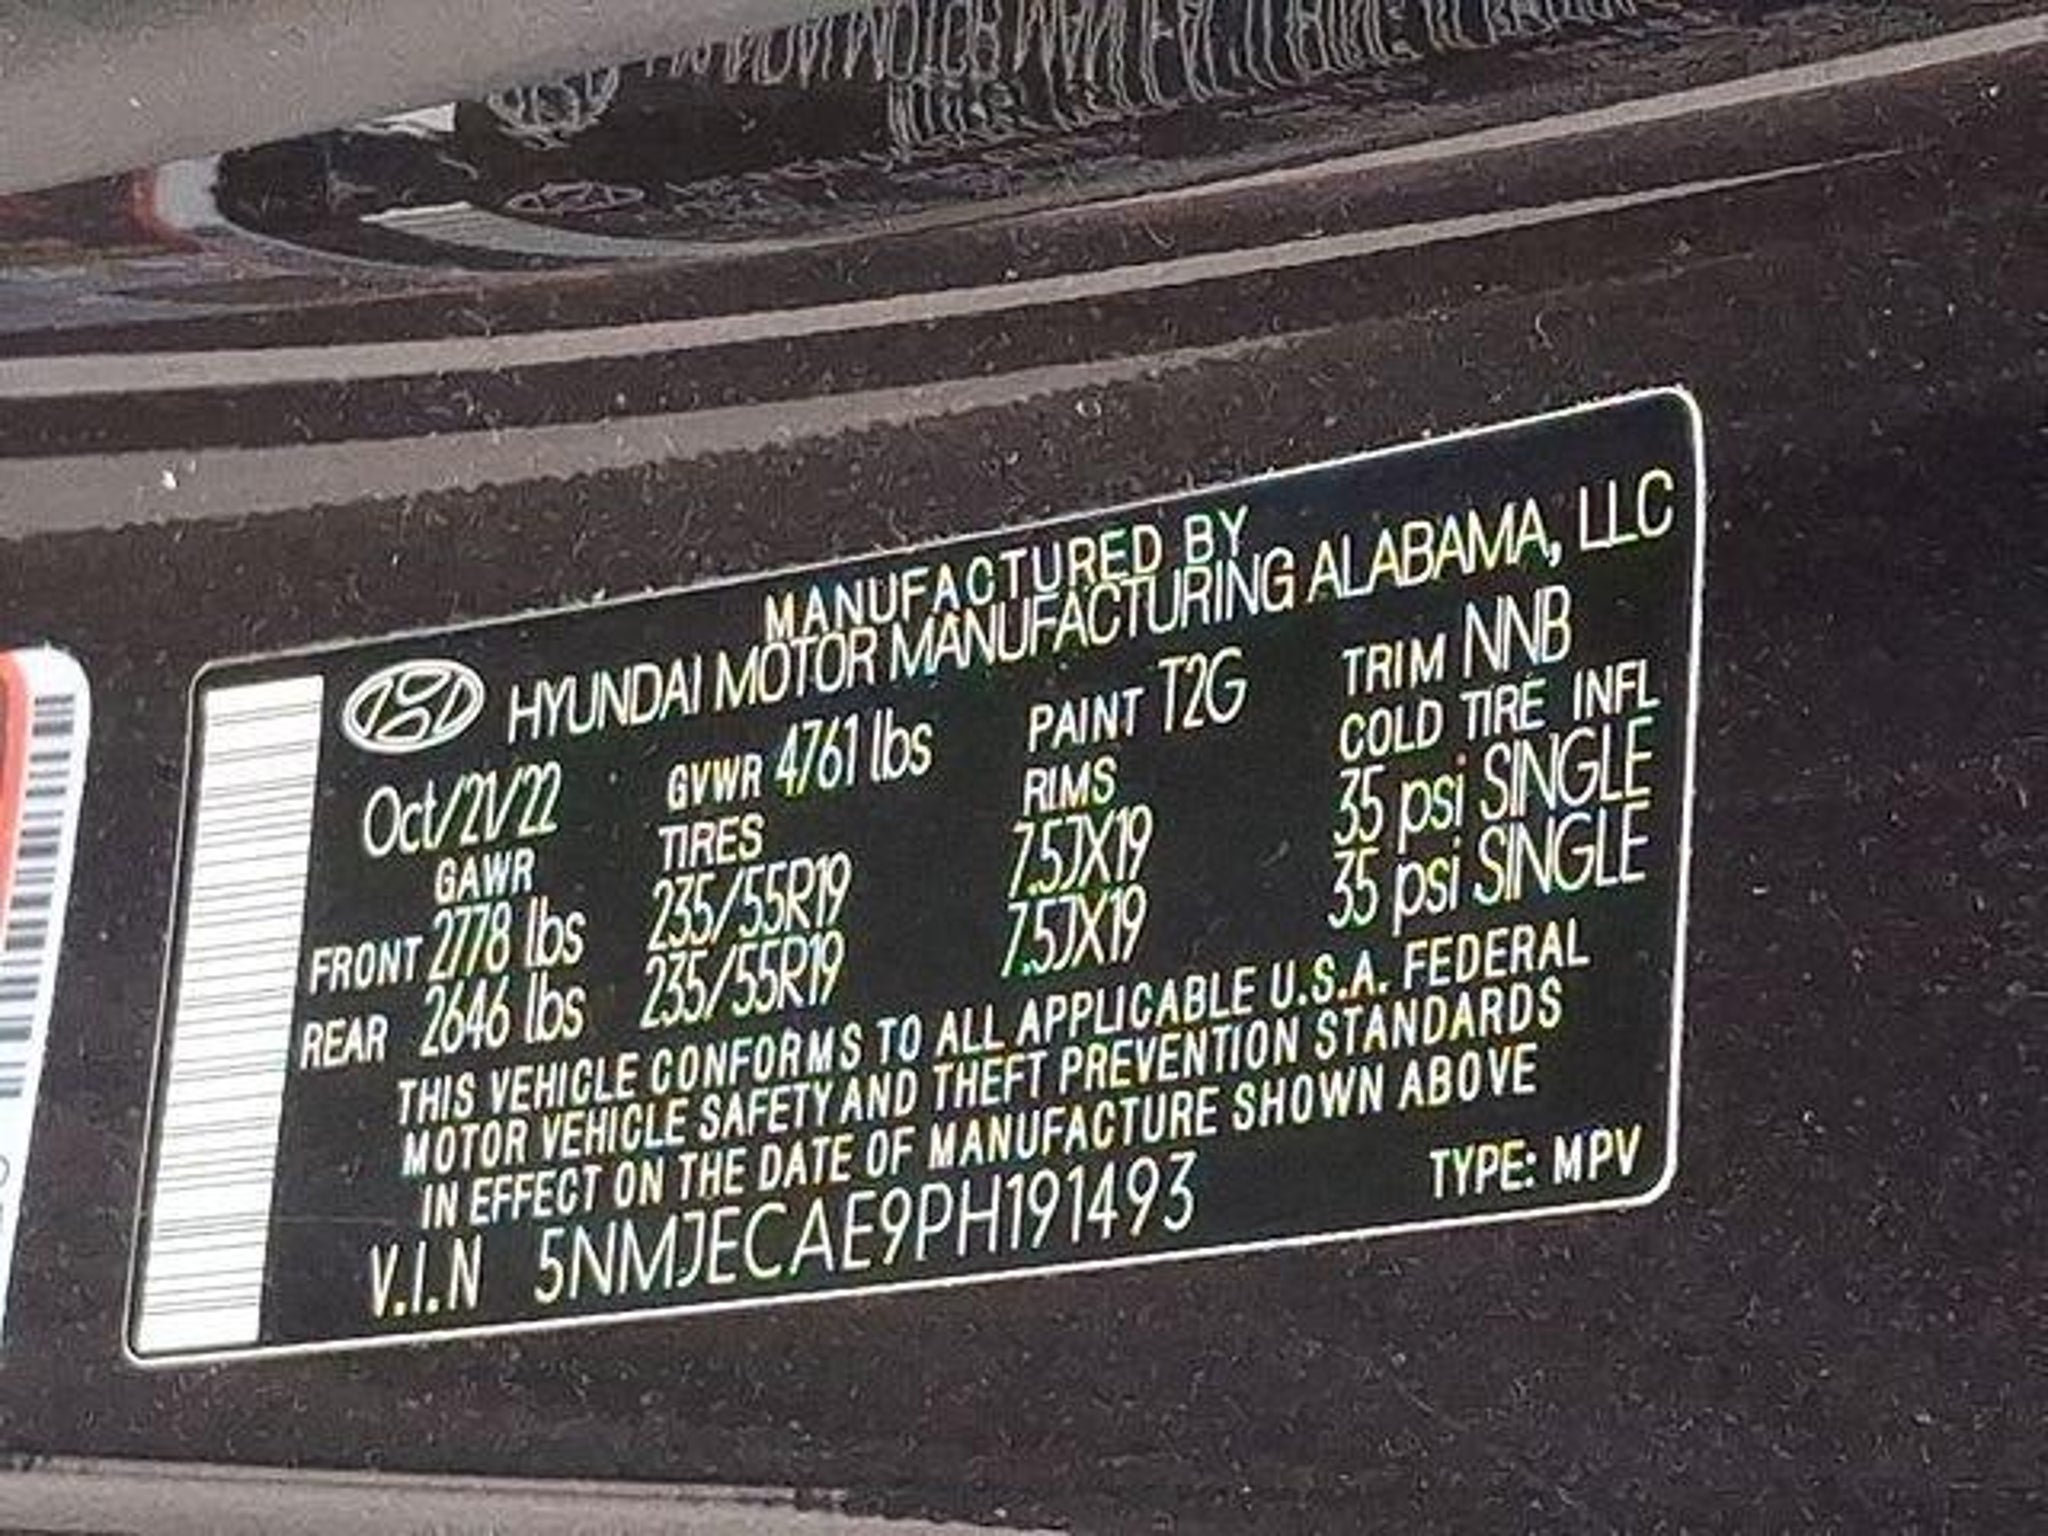 MANUFACTURED BY
HYUNDAI MOTOR MANUFACTURING ALABAMA, LLC
Oct/21/22 GVWR 4761 lbs PAINT T2G TRIM NNB
GAWR TIRES RIMS COLD TIRE INFL
FRONT 2778 lbs 235/55R19 7.5JX19 35 psi SINGLE
REAR 2646 lbs 235/55R19 7.5JX19 35 psi SINGLE
THIS VEHICLE CONFORMS TO ALL APPLICABLE U.S.A. FEDERAL
MOTOR VEHICLE SAFETY AND THEFT PREVENTION STANDARDS
IN EFFECT ON THE DATE OF MANUFACTURE SHOWN ABOVE
V.I.N 5NMJECAE9PH191493 TYPE: MPV